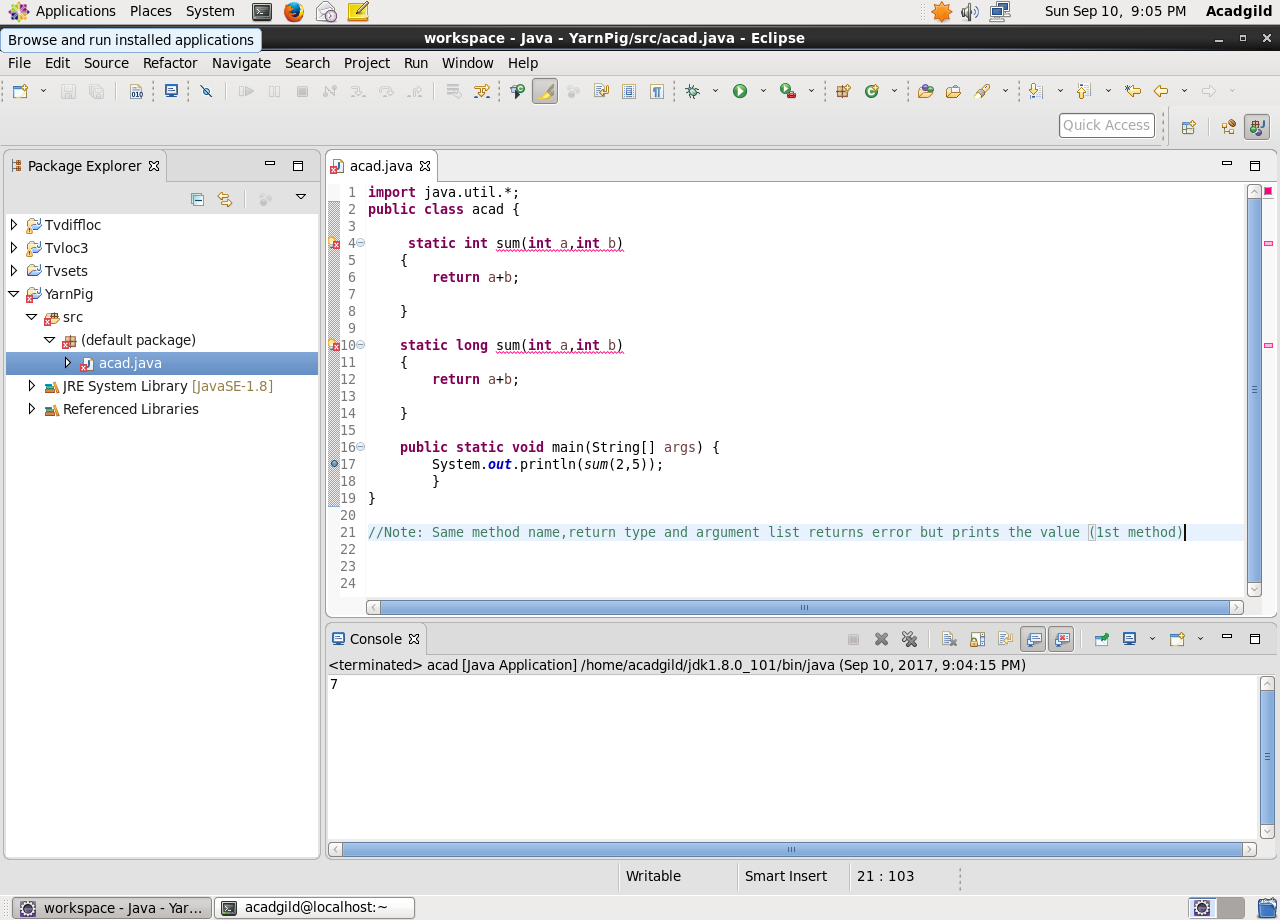 Applications Places System Sun Sep 10, 9:05 PM Acadgild
Browse and run installed applications
workspace - Java - YarnPig/src/acad.java - Eclipse
File Edit Source Refactor Navigate Search Project Run Window Help
Quick Access
Package Explorer
Tvdiffloc
Tvloc3
Tvsets
YarnPig
src
(default package)
acad.java
JRE System Library [JavaSE-1.8]
Referenced Libraries
acad.java
1 import java.util.*;
2 public class acad {
3
4 static int sum(int a,int b)
5 {
6 return a+b;
7
8 }
9
10 static long sum(int a,int b)
11 {
12 return a+b;
13
14 }
15
16 public static void main(String[] args) {
17 System.out.println(sum(2,5));
18 }
19 }
20
21 //Note: Same method name,return type and argument list returns error but prints the value (1st method)
22
23
24
Console
<terminated> acad [Java Application] /home/acadgild/jdk1.8.0_101/bin/java (Sep 10, 2017, 9:04:15 PM)
7
Writable Smart Insert 21 : 103
workspace - Java - Yar... acadgild@localhost:~